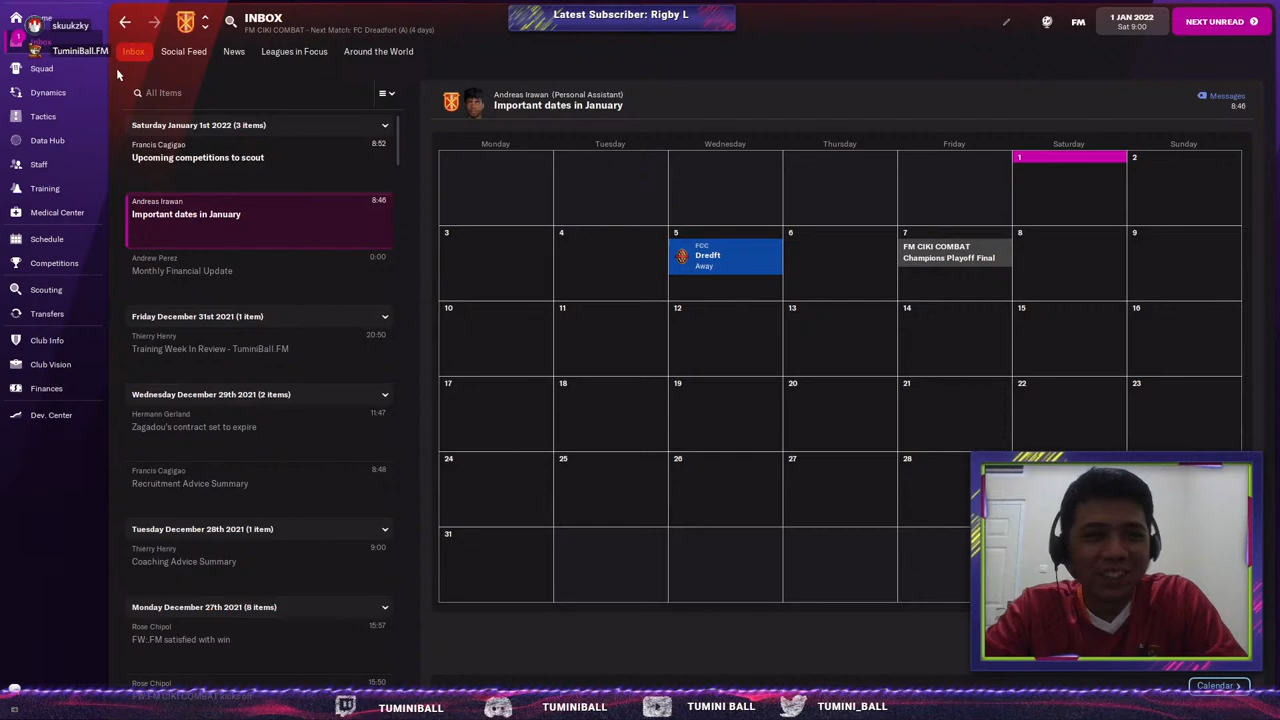 Home
skuukzky
1
Inbox
TuminiBall.FM
Squad
Dynamics
Tactics
Data Hub
Staff
Training
Medical Center
Schedule
Competitions
Scouting
Transfers
Club Info
Club Vision
Finances
Dev. Center
INBOX
FM CIKI COMBAT - Next Match: FC Dreadfort (A) (4 days)
Latest Subscriber: Rigby L
FM
1 JAN 2022
Sat 9:00
NEXT UNREAD
Inbox
Social Feed
News
Leagues in Focus
Around the World
All Items
Saturday January 1st 2022 (3 items)
Francis Cagigao
8:52
Upcoming competitions to scout
Andreas Irawan
8:46
Important dates in January
Andrew Perez
0:00
Monthly Financial Update
Friday December 31st 2021 (1 item)
Thierry Henry
20:50
Training Week In Review - TuminiBall.FM
Wednesday December 29th 2021 (2 items)
Hermann Gerland
11:47
Zagadou's contract set to expire
Francis Cagigao
8:48
Recruitment Advice Summary
Tuesday December 28th 2021 (1 item)
Thierry Henry
9:00
Coaching Advice Summary
Monday December 27th 2021 (8 items)
Rose Chipol
15:57
FW:.FM satisfied with win
Rose Chipol
15:50
FW:FM CIKI COMBAT kicks off
Andreas Irawan (Personal Assistant)
Important dates in January
Messages
8:46
Monday Tuesday Wednesday Thursday Friday Saturday Sunday
1 2
3 4 5 6 7 8 9
FCC
Dredft
Away
FM CIKI COMBAT
Champions Playoff Final
10 11 12 13 14 15 16
17 18 19 20 21 22 23
24 25 26 27 28
31
Calendar
TUMINIBALL
TUMINIBALL
TUMINI BALL
TUMINI_BALL